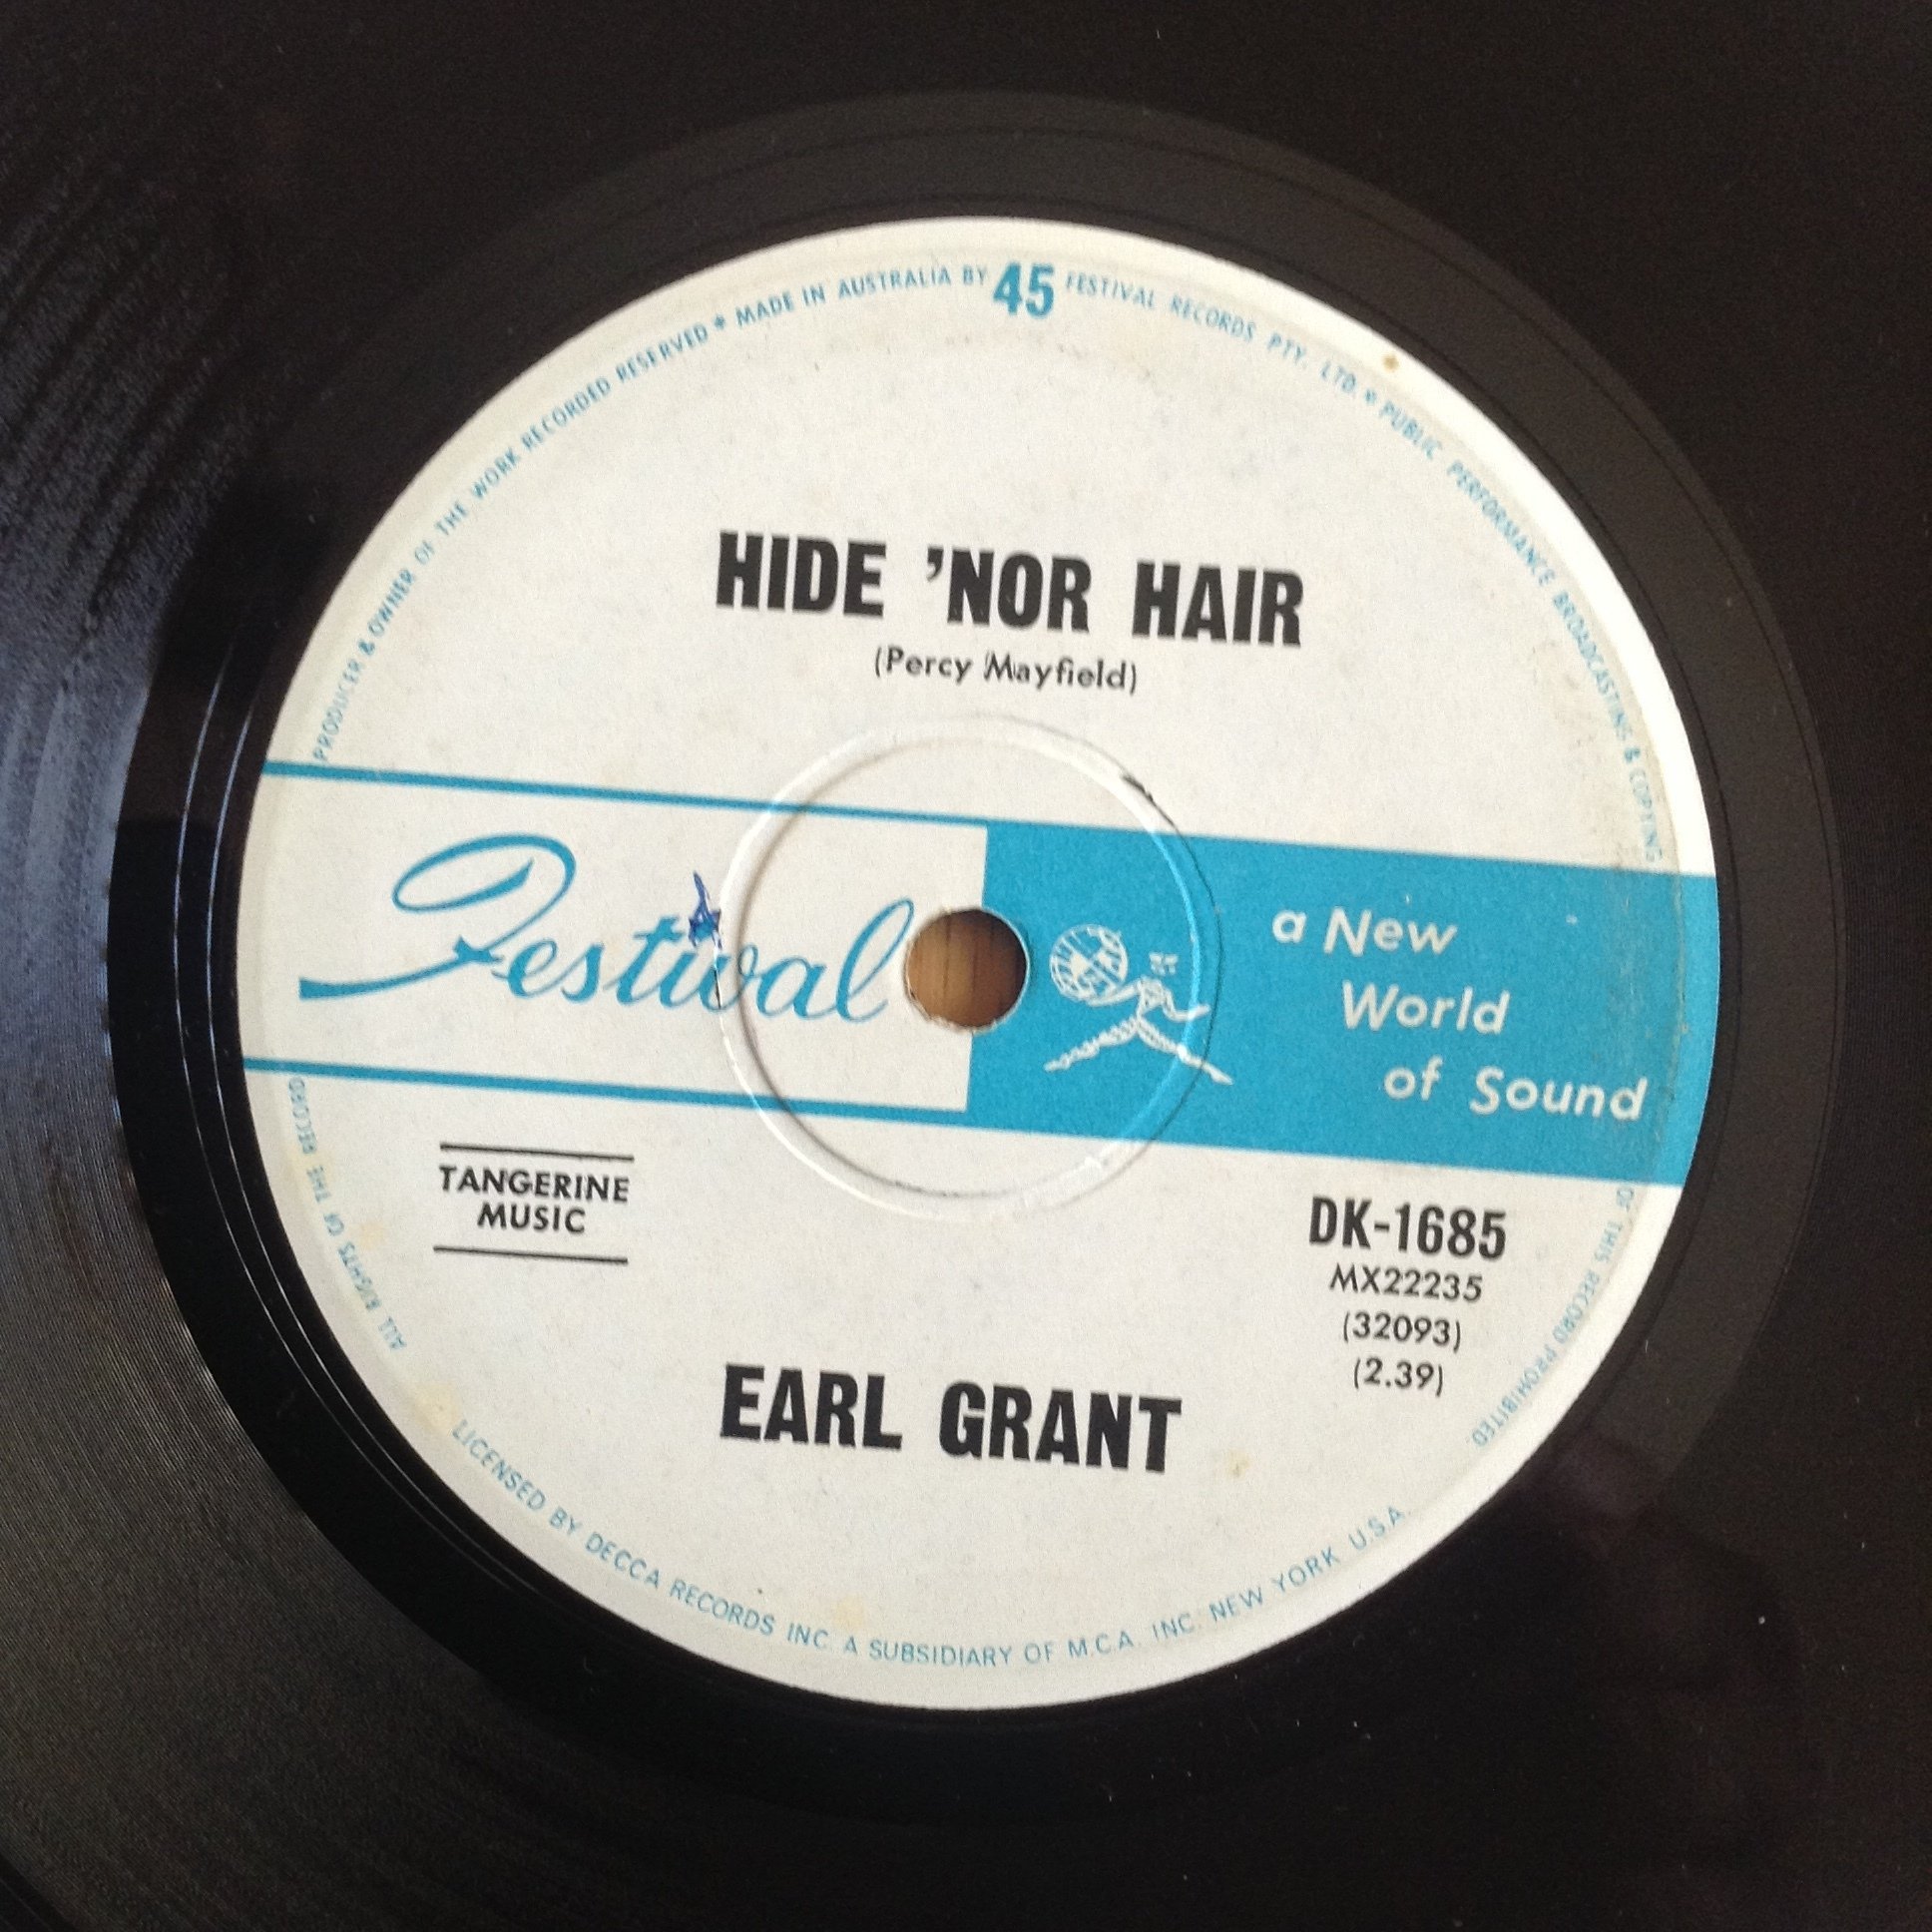 PRODUCER & OWNER OF THE WORK RECORDED RESERVED * MADE IN AUSTRALIA BY 45 FESTIVAL RECORDS PTY. LTD. * PUBLIC PERFORMANCE BROADCASTING & COPYING
HIDE 'NOR HAIR
(Percy Mayfield)
Festival
a New
World
of Sound
TANGERINE
MUSIC
DK-1685
MX22235
(32093)
(2.39)
EARL GRANT
ALL RIGHTS OF THE RECORD
OF THIS RECORD PROHIBITED
LICENSED BY DECCA RECORDS INC. A SUBSIDIARY OF M.C.A. INC. NEW YORK U.S.A.